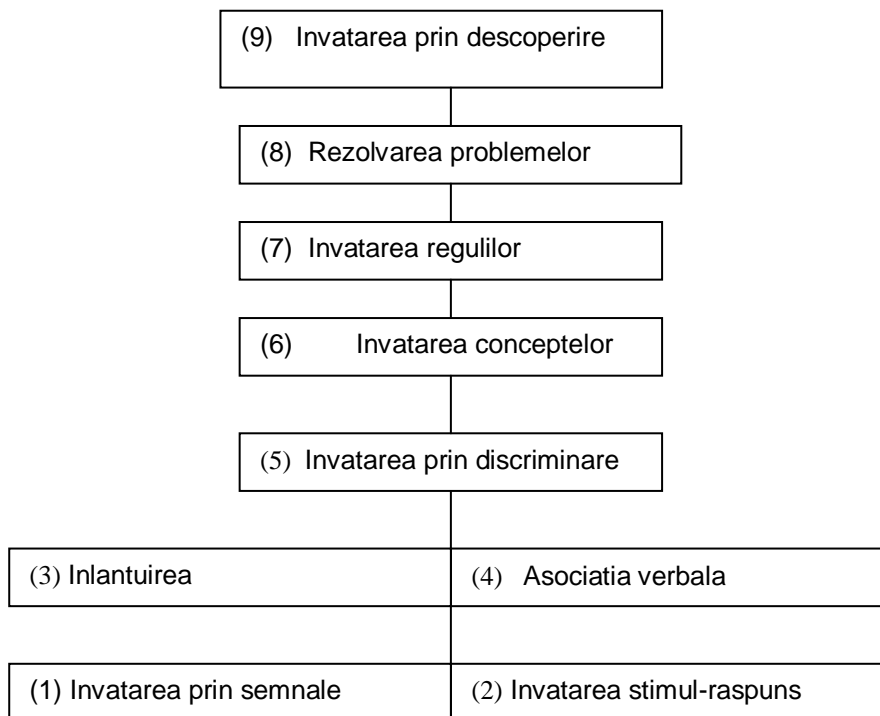 (9) Invatarea prin descoperire
(8) Rezolvarea problemelor
(7) Invatarea regulilor
(6) Invatarea conceptelor
(5) Invatarea prin discriminare
(3) Inlantuirea
(4) Asociatia verbala
(1) Invatarea prin semnale
(2) Invatarea stimul-raspuns